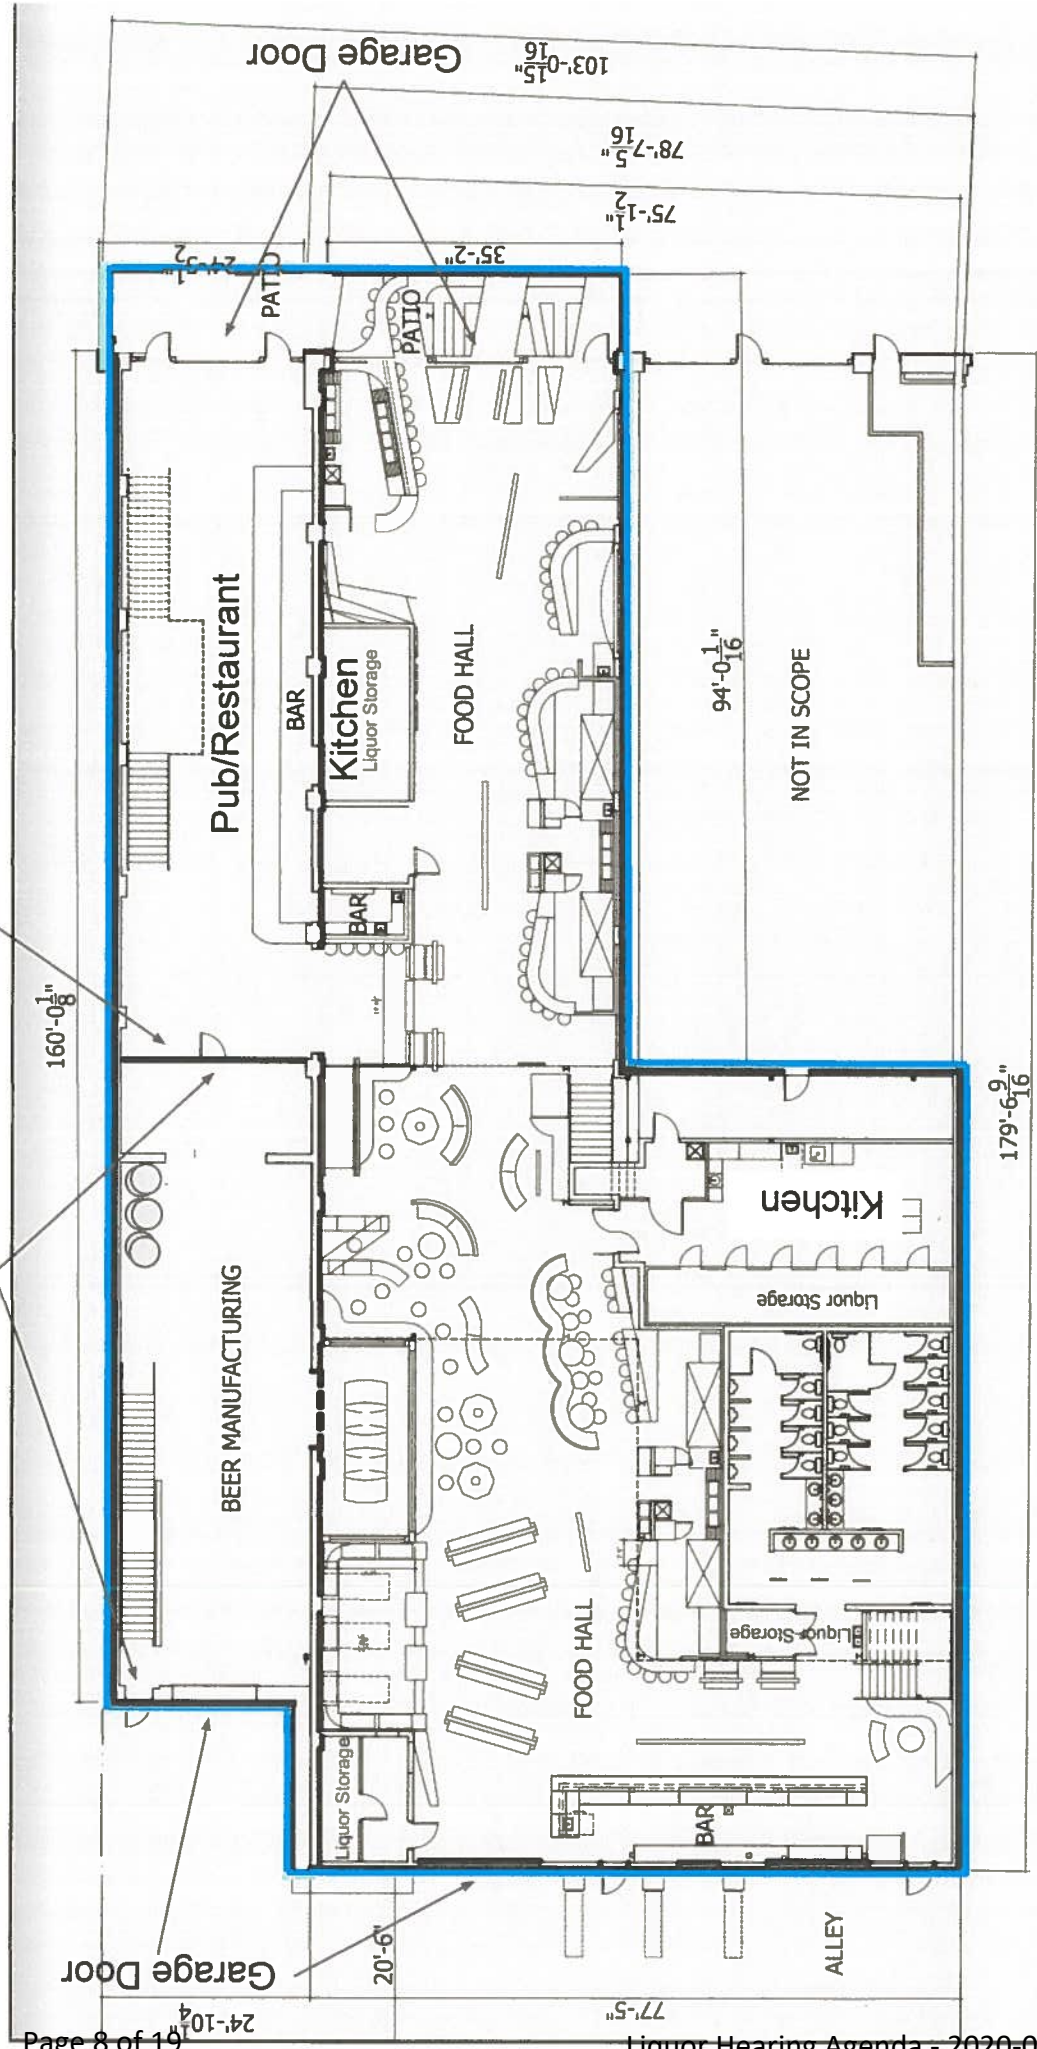 Garage Door
103'-0 15/16"
78'-7 5/16"
75'-1 1/2"
35'-2"
24'-5 1/2"
PATIO
PATIO
Pub/Restaurant
BAR
Kitchen
Liquor Storage
FOOD HALL
94'-0 1/16"
NOT IN SCOPE
BAR
160'-0 1/8"
179'-6 9/16"
BEER MANUFACTURING
Kitchen
Liquor Storage
FOOD HALL
Liquor Storage
Liquor Storage
BAR
Garage Door
20'-6"
ALLEY
24'-10 1/4"
77'-5"
Page 8 of 19
Liquor Hearing Agenda - 2020-0